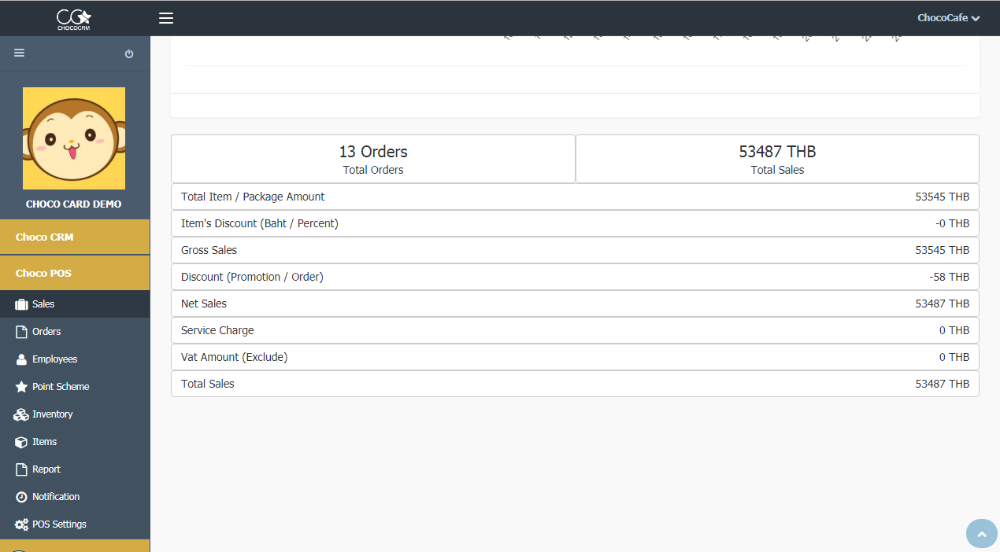 CHOCOCRM
ChocoCafe
CHOCO CARD DEMO
Choco CRM
Choco POS
Sales
Orders
Employees
Point Scheme
Inventory
Items
Report
Notification
POS Settings
13 Orders
Total Orders
53487 THB
Total Sales
Total Item / Package Amount 53545 THB
Item's Discount (Baht / Percent) -0 THB
Gross Sales 53545 THB
Discount (Promotion / Order) -58 THB
Net Sales 53487 THB
Service Charge 0 THB
Vat Amount (Exclude) 0 THB
Total Sales 53487 THB